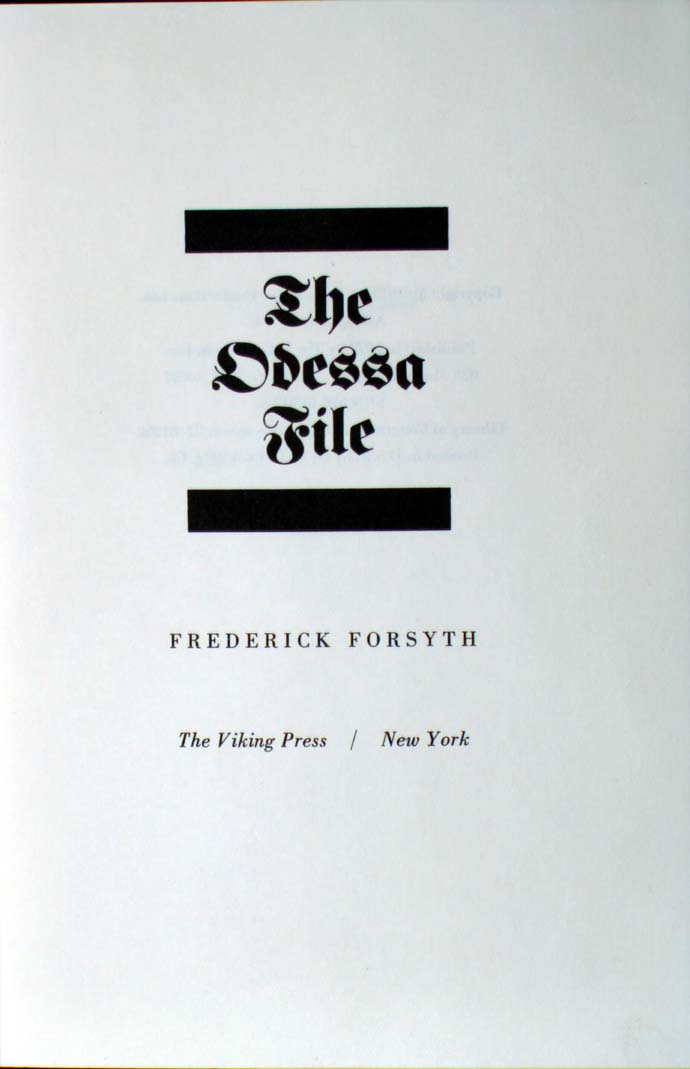 The
Odessa
File
FREDERICK FORSYTH
The Viking Press / New York